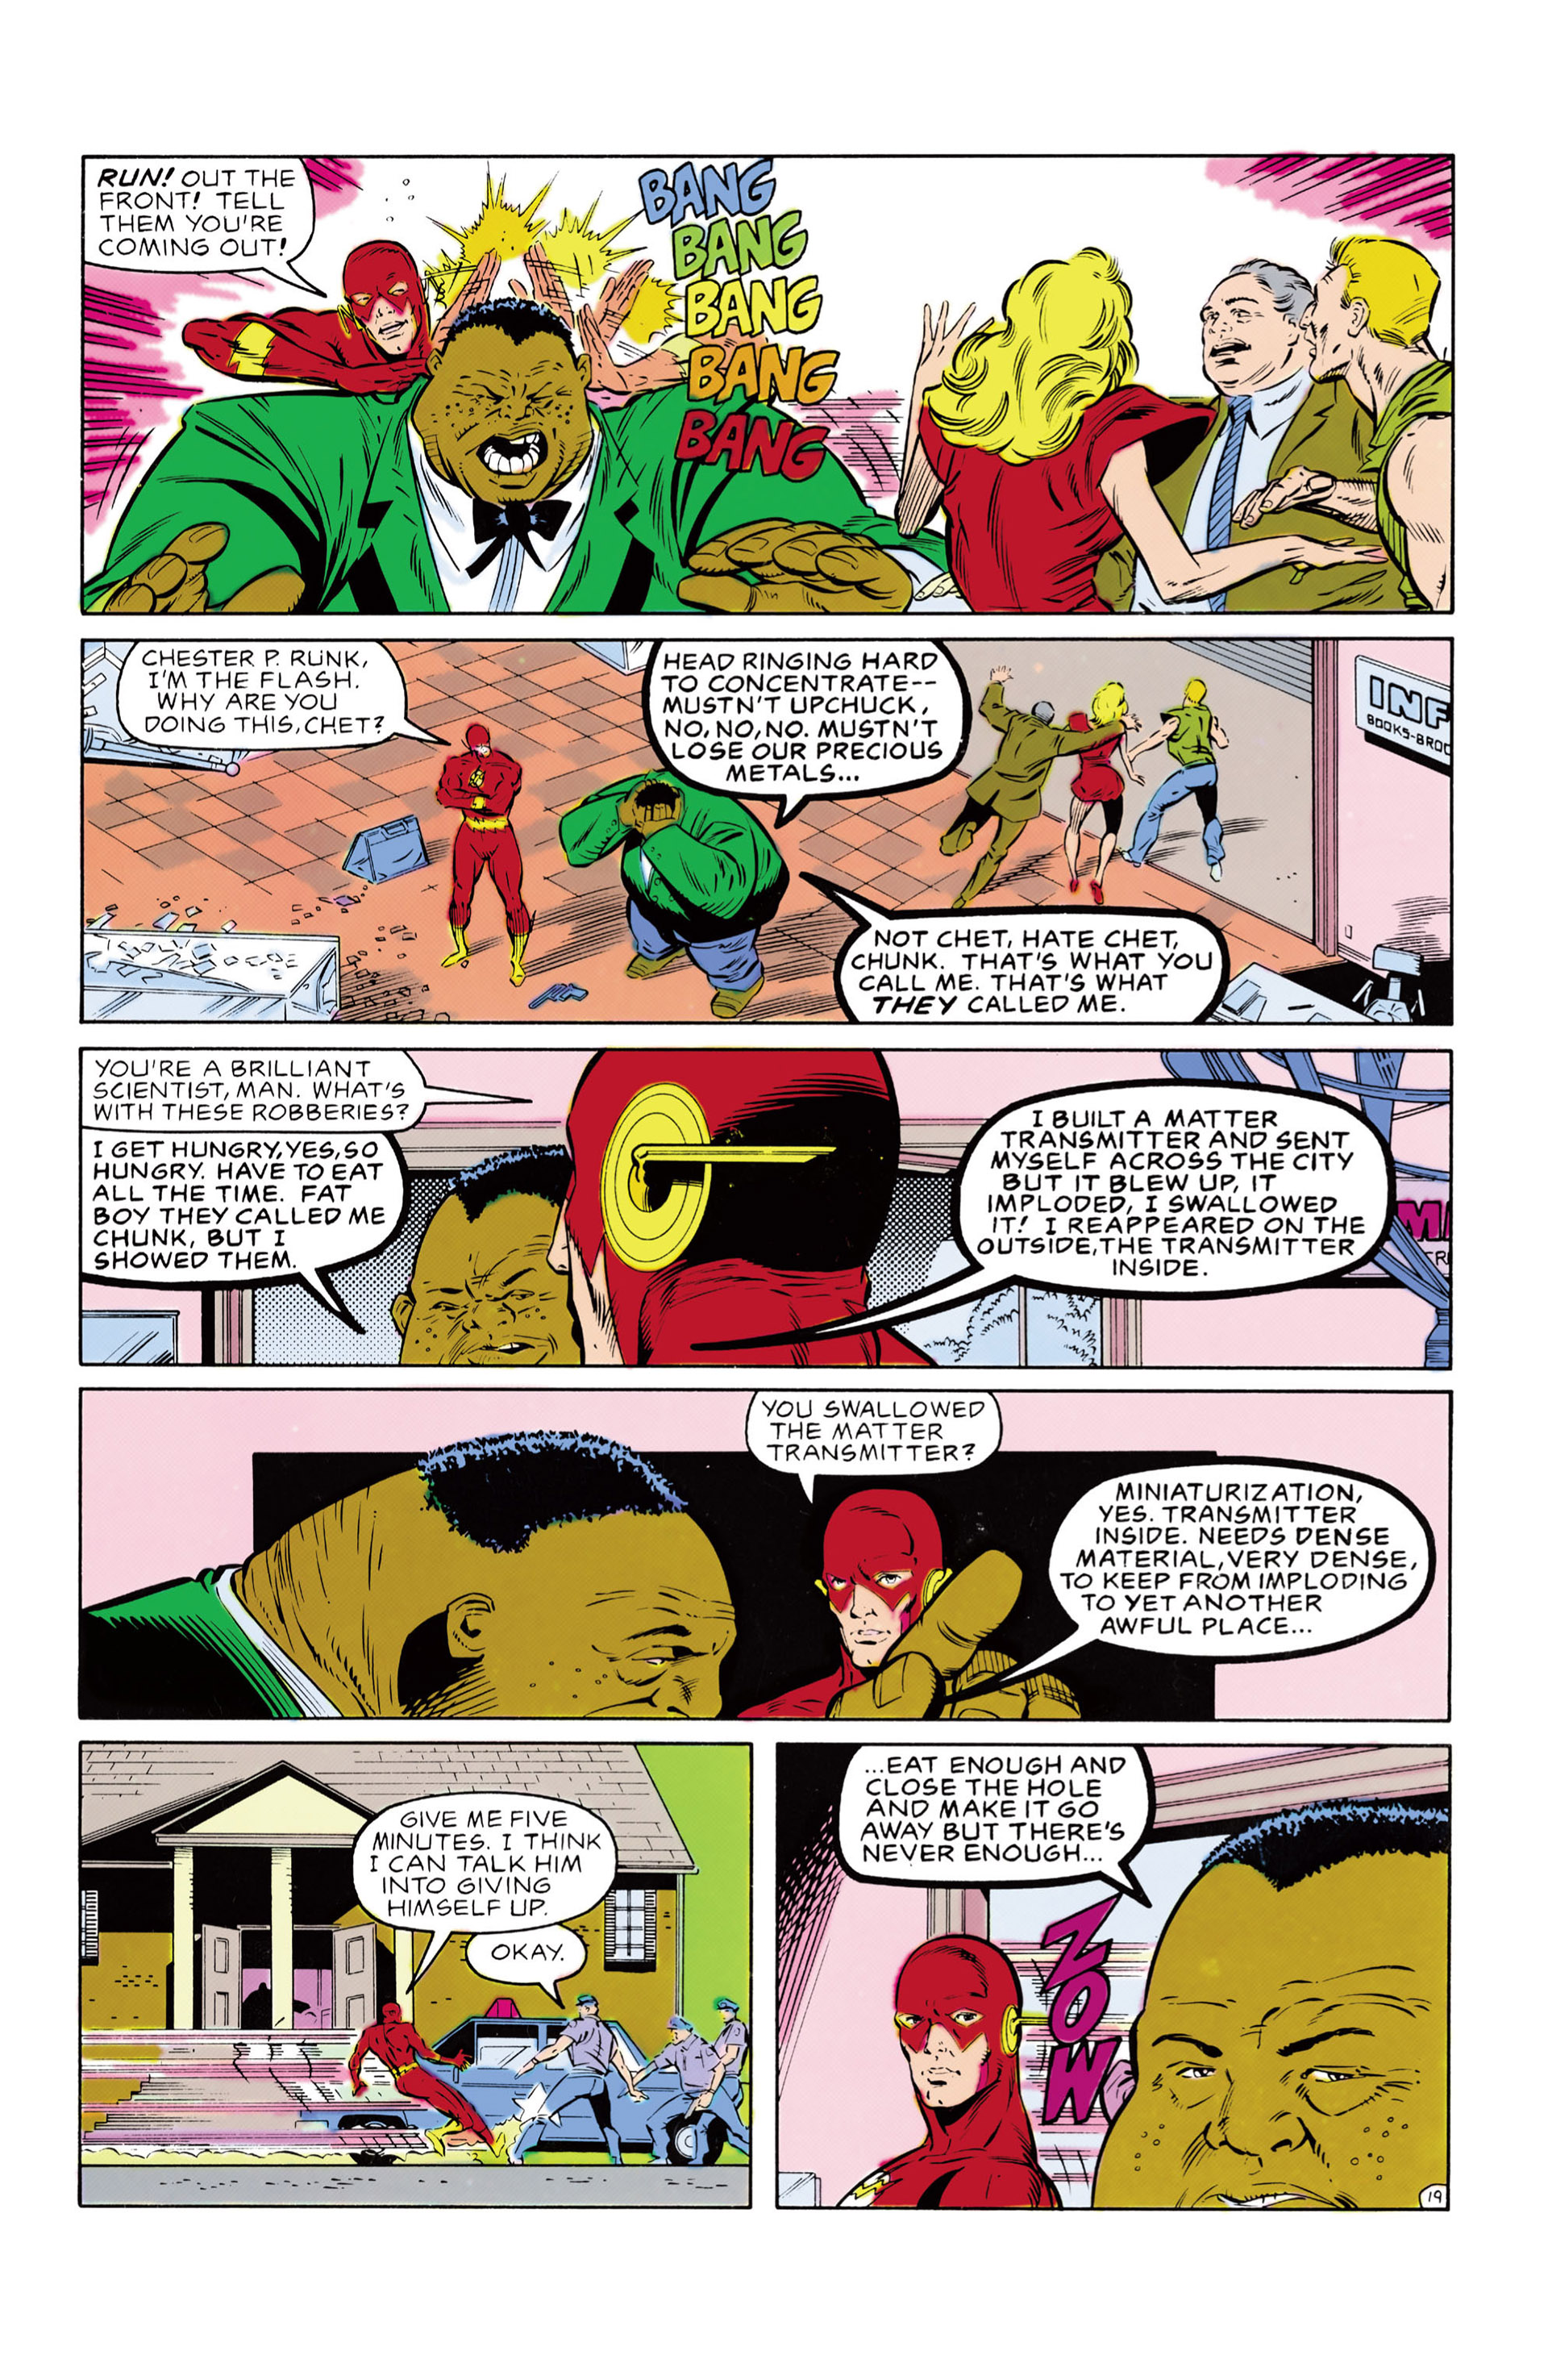 RUN! OUT THE
FRONT! TELL
THEM YOU'RE
COMING OUT!
BANG
BANG
BANG
BANG
BANG
CHESTER P. RUNK,
I'M THE FLASH.
WHY ARE YOU
DOING THIS, CHET?
HEAD RINGING HARD
TO CONCENTRATE--
MUSTN'T UPCHUCK,
NO, NO, NO. MUSTN'T
LOSE OUR PRECIOUS
METALS...
INF
BOOKS-BROC
NOT CHET, HATE CHET,
CHUNK. THAT'S WHAT YOU
CALL ME. THAT'S WHAT
THEY CALLED ME.
YOU'RE A BRILLIANT
SCIENTIST, MAN. WHAT'S
WITH THESE ROBBERIES?
I GET HUNGRY, YES, SO
HUNGRY. HAVE TO EAT
ALL THE TIME. FAT
BOY THEY CALLED ME
CHUNK, BUT I
SHOWED THEM.
I BUILT A MATTER
TRANSMITTER AND SENT
MYSELF ACROSS THE CITY
BUT IT BLEW UP, IT
IMPLODED, I SWALLOWED
IT! I REAPPEARED ON THE
OUTSIDE, THE TRANSMITTER
INSIDE.
YOU SWALLOWED
THE MATTER
TRANSMITTER?
MINIATURIZATION,
YES. TRANSMITTER
INSIDE. NEEDS DENSE
MATERIAL, VERY DENSE,
TO KEEP FROM IMPLODING
TO YET ANOTHER
AWFUL PLACE...
GIVE ME FIVE
MINUTES. I THINK
I CAN TALK HIM
INTO GIVING
HIMSELF UP.
OKAY.
...EAT ENOUGH AND
CLOSE THE HOLE
AND MAKE IT GO
AWAY BUT THERE'S
NEVER ENOUGH...
ZOW
19